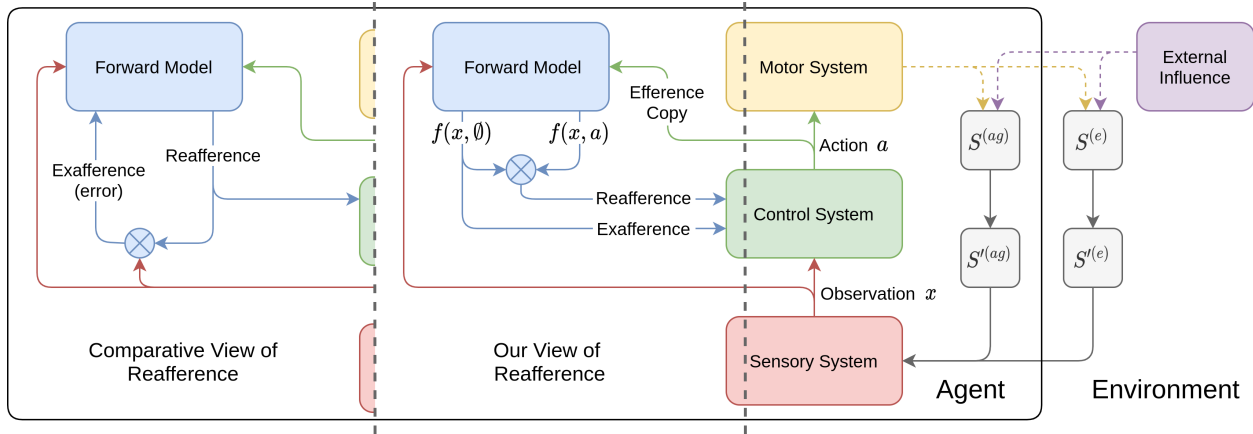 Forward Model
Exafference
(error)
Reafference
Comparative View of
Reafference
Forward Model
f(x, ∅)
f(x, a)
Efference
Copy
Reafference
Exafference
Our View of
Reafference
Motor System
Action a
Control System
Observation x
Sensory System
S^{(ag)}
S^{(e)}
S'^{(ag)}
S'^{(e)}
Agent
External
Influence
Environment